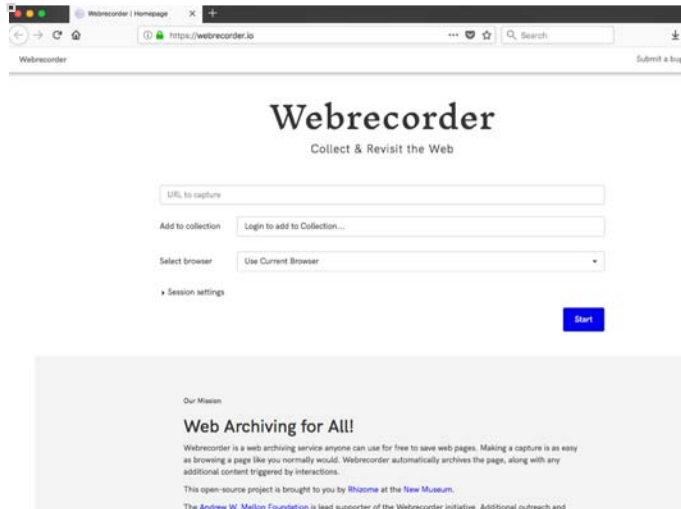 Webrecorder | Homepage
https://webrecorder.io
Search
Webrecorder
Submit a bug
Webrecorder
Collect & Revisit the Web
URL to capture
Add to collection
Login to add to Collection...
Select browser
Use Current Browser
Session settings
Start
Our Mission
Web Archiving for All!
Webrecorder is a web archiving service anyone can use for free to save web pages. Making a capture is as easy
as browsing a page like you normally would. Webrecorder automatically archives the page, along with any
additional content triggered by interactions.
This open-source project is brought to you by Rhizome at the New Museum.
The Andrew W. Mellon Foundation is lead supporter of the Webrecorder initiative. Additional outreach and